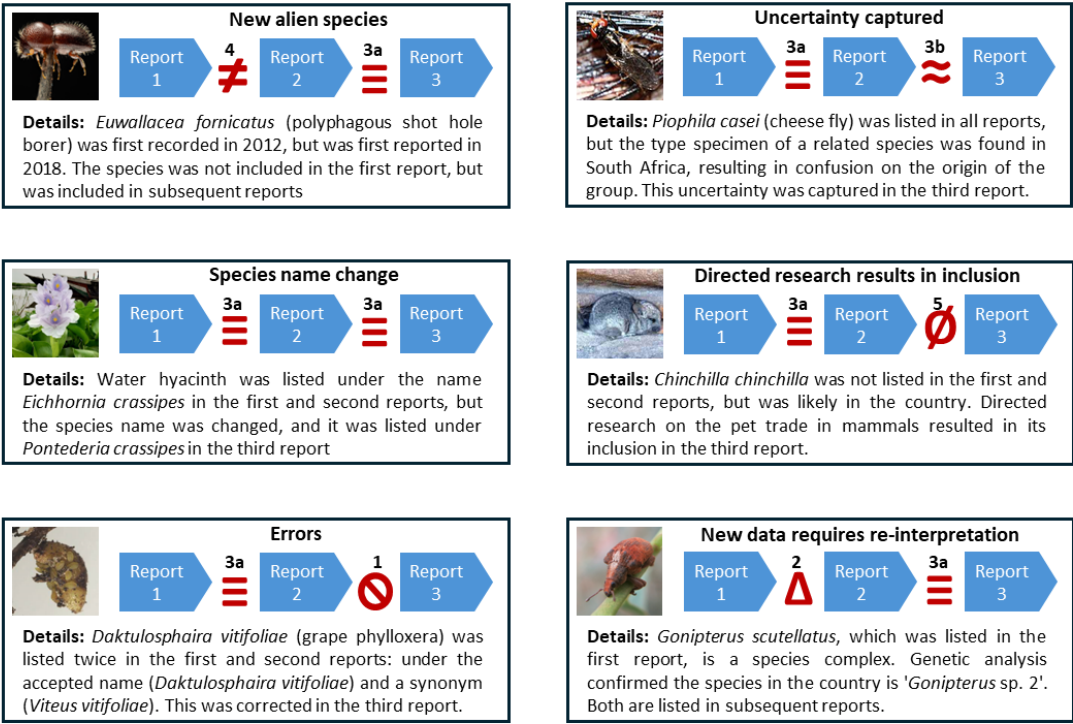 New alien species
4
3a
Report
1
≠
Report
2
≡
Report
3
Details: Euwallacea fornicatus (polyphagous shot hole
borer) was first recorded in 2012, but was first reported in
2018. The species was not included in the first report, but
was included in subsequent reports
Uncertainty captured
3a
3b
Report
1
≡
Report
2
≈
Report
3
Details: Piophila casei (cheese fly) was listed in all reports,
but the type specimen of a related species was found in
South Africa, resulting in confusion on the origin of the
group. This uncertainty was captured in the third report.
Species name change
3a
3a
Report
1
≡
Report
2
≡
Report
3
Details: Water hyacinth was listed under the name
Eichhornia crassipes in the first and second reports, but
the species name was changed, and it was listed under
Pontederia crassipes in the third report
Directed research results in inclusion
3a
5
Report
1
≡
Report
2
Ø
Report
3
Details: Chinchilla chinchilla was not listed in the first and
second reports, but was likely in the country. Directed
research on the pet trade in mammals resulted in its
inclusion in the third report.
Errors
3a
1
Report
1
≡
Report
2
Report
3
Details: Daktulosphaira vitifoliae (grape phylloxera) was
listed twice in the first and second reports: under the
accepted name (Daktulosphaira vitifoliae) and a synonym
(Viteus vitifoliae). This was corrected in the third report.
New data requires re-interpretation
2
3a
Report
1
Δ
Report
2
≡
Report
3
Details: Gonipterus scutellatus, which was listed in the
first report, is a species complex. Genetic analysis
confirmed the species in the country is 'Gonipterus sp. 2'.
Both are listed in subsequent reports.